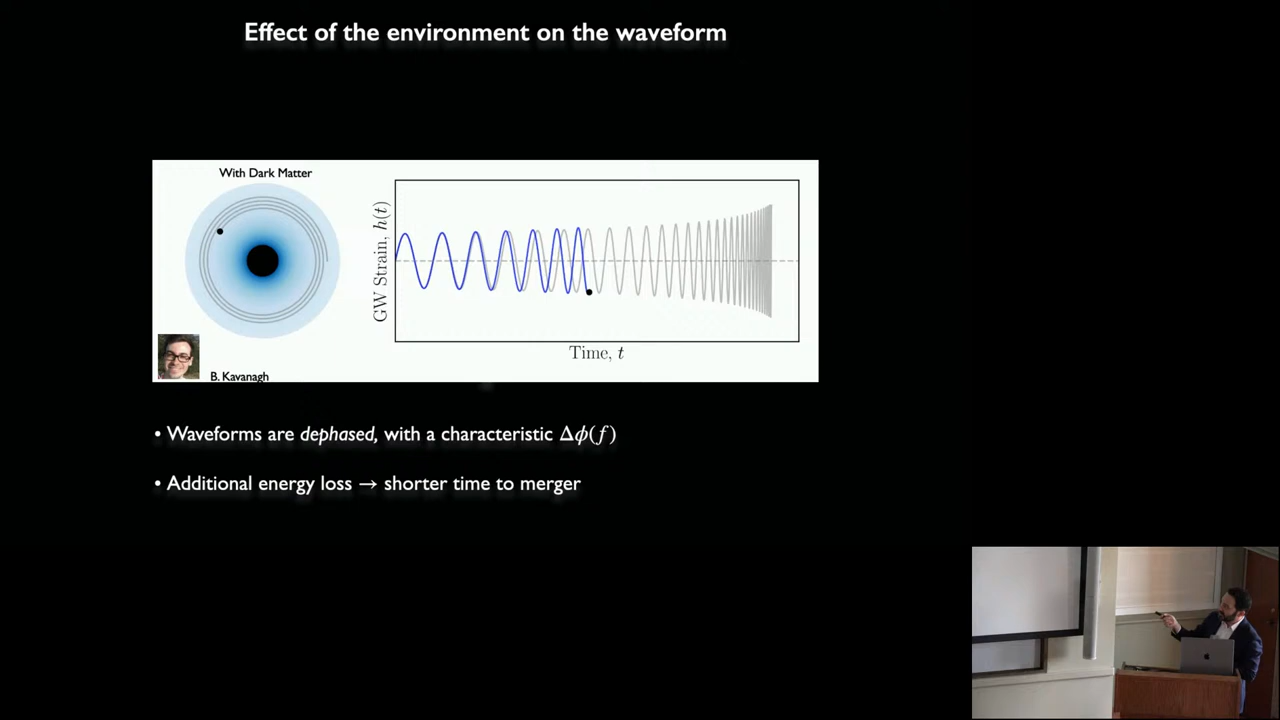 Effect of the environment on the waveform
With Dark Matter
GW Strain, h(t)
Time, t
B. Kavanagh
• Waveforms are dephased, with a characteristic Δϕ(f)
• Additional energy loss → shorter time to merger